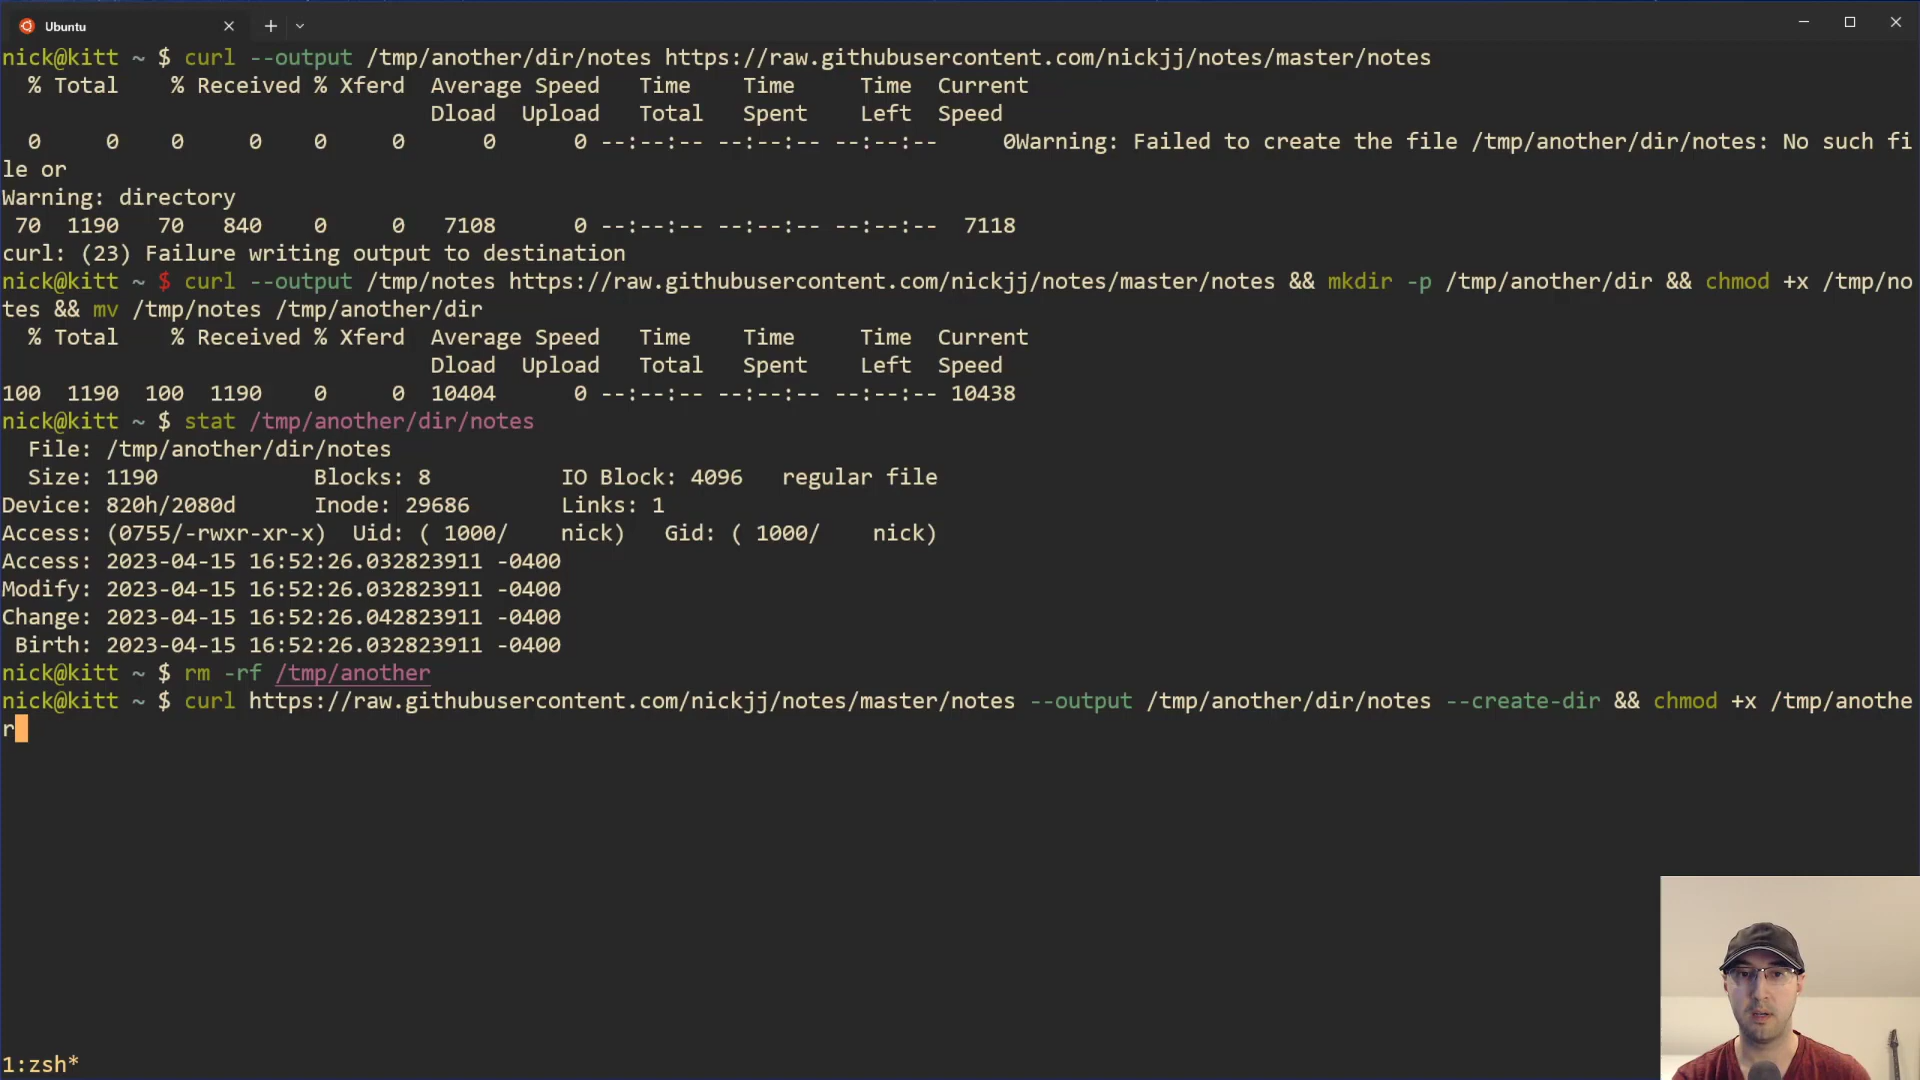 Ubuntu
nick@kitt ~ $ curl --output /tmp/another/dir/notes https://raw.githubusercontent.com/nickjj/notes/master/notes
% Total % Received % Xferd Average Speed Time Time Time Current
Dload Upload Total Spent Left Speed
0 0 0 0 0 0 0 0 --:--:-- --:--:-- --:--:-- 0Warning: Failed to create the file /tmp/another/dir/notes: No such fi
le or
Warning: directory
70 1190 70 840 0 0 7108 0 --:--:-- --:--:-- --:--:-- 7118
curl: (23) Failure writing output to destination
nick@kitt ~ $ curl --output /tmp/notes https://raw.githubusercontent.com/nickjj/notes/master/notes && mkdir -p /tmp/another/dir && chmod +x /tmp/no
tes && mv /tmp/notes /tmp/another/dir
% Total % Received % Xferd Average Speed Time Time Time Current
Dload Upload Total Spent Left Speed
100 1190 100 1190 0 0 10404 0 --:--:-- --:--:-- --:--:-- 10438
nick@kitt ~ $ stat /tmp/another/dir/notes
File: /tmp/another/dir/notes
Size: 1190 Blocks: 8 IO Block: 4096 regular file
Device: 820h/2080d Inode: 29686 Links: 1
Access: (0755/-rwxr-xr-x) Uid: ( 1000/ nick) Gid: ( 1000/ nick)
Access: 2023-04-15 16:52:26.032823911 -0400
Modify: 2023-04-15 16:52:26.032823911 -0400
Change: 2023-04-15 16:52:26.042823911 -0400
Birth: 2023-04-15 16:52:26.032823911 -0400
nick@kitt ~ $ rm -rf /tmp/another
nick@kitt ~ $ curl https://raw.githubusercontent.com/nickjj/notes/master/notes --output /tmp/another/dir/notes --create-dir && chmod +x /tmp/anothe
r
1:zsh*